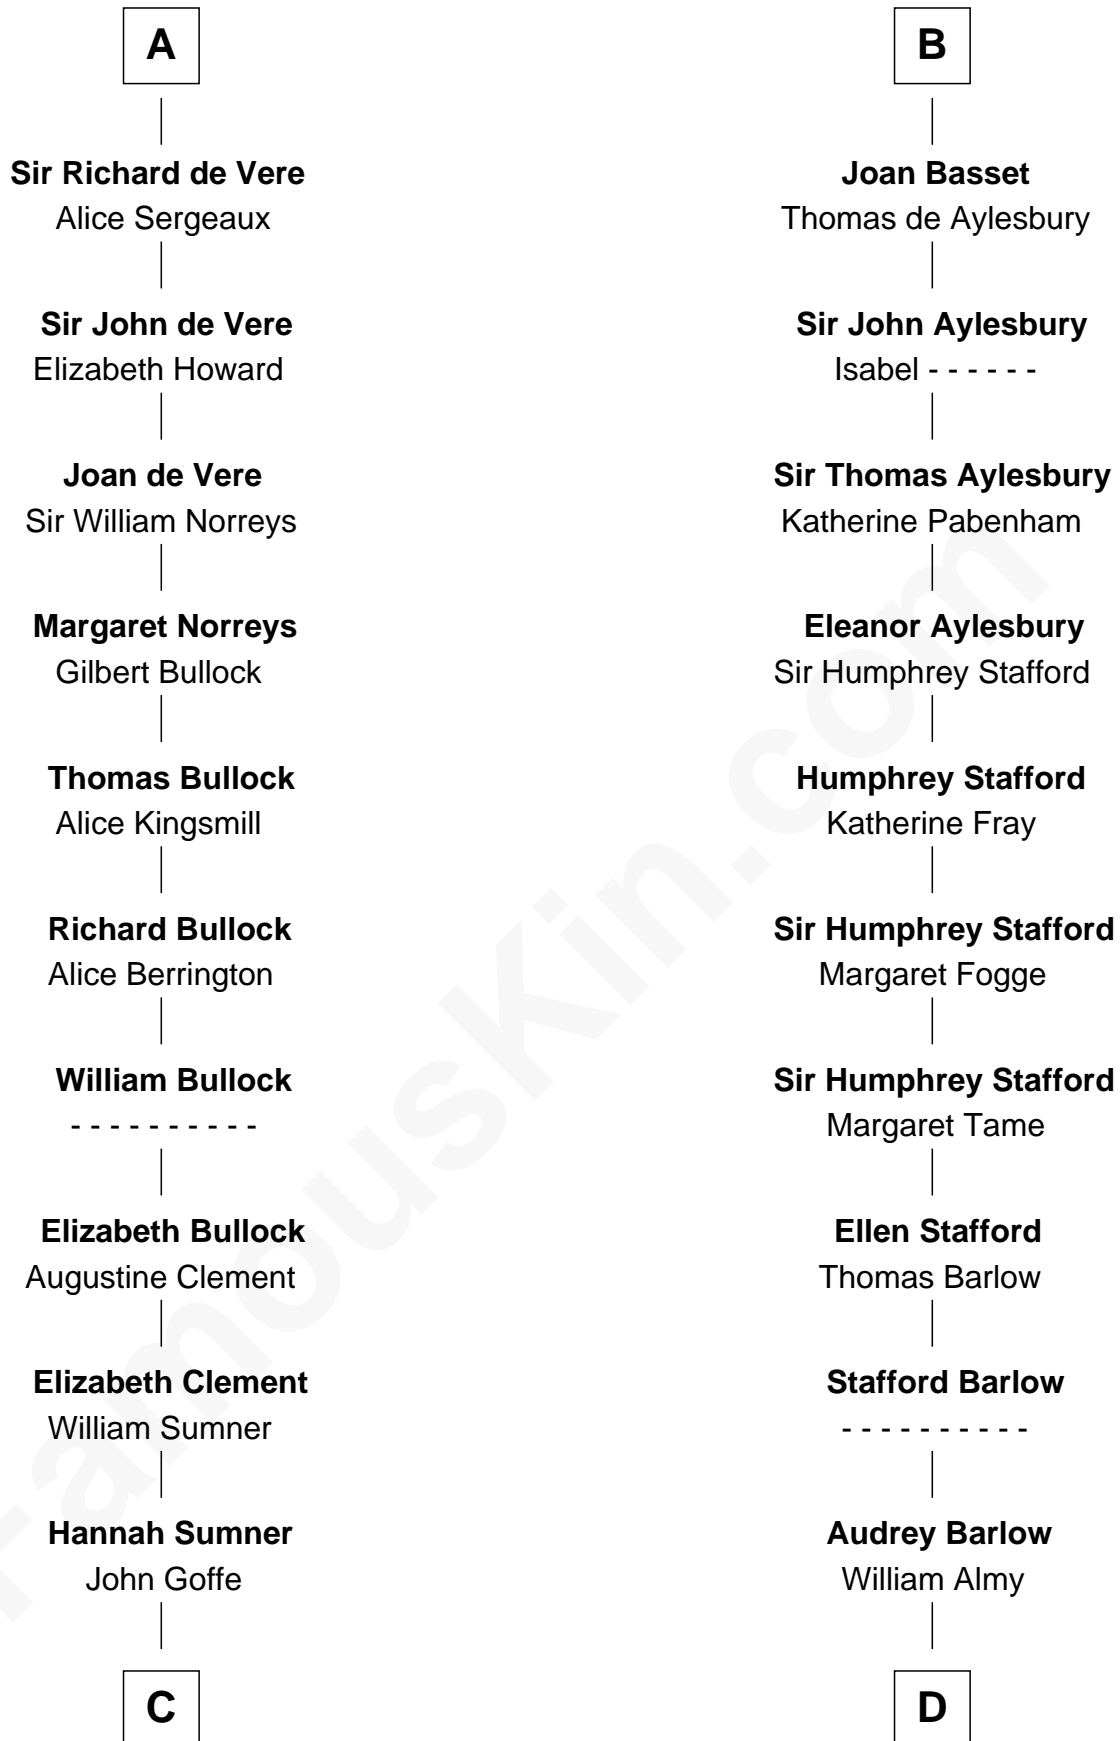 A
Sir Richard de Vere
Alice Sergeaux
Sir John de Vere
Elizabeth Howard
Joan de Vere
Sir William Norreys
Margaret Norreys
Gilbert Bullock
Thomas Bullock
Alice Kingsmill
Richard Bullock
Alice Berrington
William Bullock
- - - - - - - - - -
Elizabeth Bullock
Augustine Clement
Elizabeth Clement
William Sumner
Hannah Sumner
John Goffe
C
B
Joan Basset
Thomas de Aylesbury
Sir John Aylesbury
Isabel - - - - - -
Sir Thomas Aylesbury
Katherine Pabenham
Eleanor Aylesbury
Sir Humphrey Stafford
Humphrey Stafford
Katherine Fray
Sir Humphrey Stafford
Margaret Fogge
Sir Humphrey Stafford
Margaret Tame
Ellen Stafford
Thomas Barlow
Stafford Barlow
- - - - - - - - - -
Audrey Barlow
William Almy
D
FamousKin.com